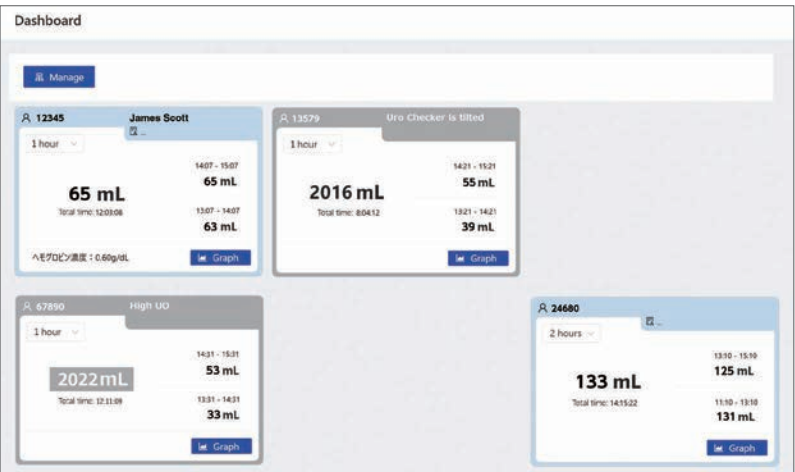 Dashboard
Manage
12345 James Scott
1 hour
65 mL
Total time: 12:03:08
14:07 - 15:07
65 mL
13:07 - 14:07
63 mL
ヘモグロビン濃度：0.60g/dL
Graph
13579 Uro Checker is tilted
1 hour
2016 mL
Total time: 8:04:12
14:21 - 15:21
55 mL
13:21 - 14:21
39 mL
Graph
67890 High UO
1 hour
2022 mL
Total time: 12:11:09
14:31 - 15:31
53 mL
13:31 - 14:31
33 mL
Graph
24680
2 hours
133 mL
Total time: 14:15:22
13:10 - 15:10
125 mL
11:10 - 13:10
131 mL
Graph